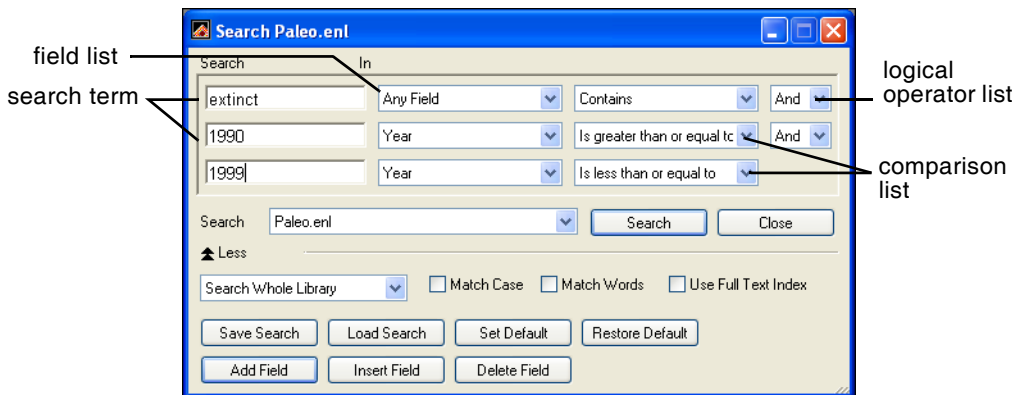 Search Paleo.enl
field list
Search In
search term
extinct Any Field Contains And
logical
operator list
1990 Year Is greater than or equal to And
1999 Year Is less than or equal to
comparison
list
Search Paleo.enl Search Close
Less
Search Whole Library Match Case Match Words Use Full Text Index
Save Search Load Search Set Default Restore Default
Add Field Insert Field Delete Field